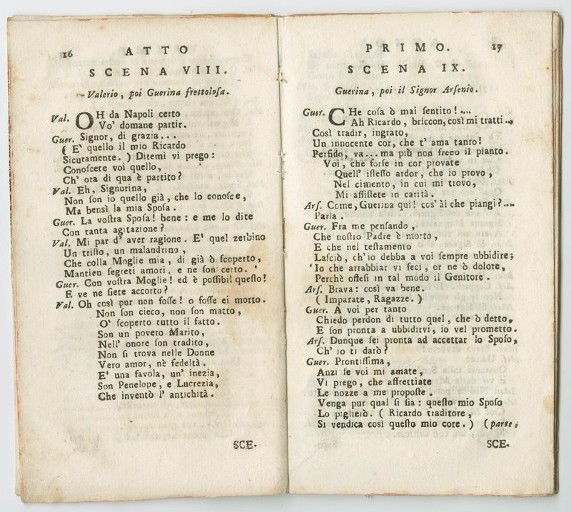 16 ATTO
SCENA VIII.
Valerio, poi Guerina frettolosa.
Val. OH da Napoli certo
Vo' domane partir.
Guer. Signor, di grazia...
( E' quello il mio Ricardo
Sicuramente. ) Ditemi vi prego:
Conoscete voi quello,
Ch' ora di qua è partito?
Val. Eh, Signorina,
Non son io quello già, che lo conosce,
Ma bensì la mia Sposa.
Guer. La vostra Sposa! bene: e me lo dite
Con tanta agitazione?
Val. Mi par d' aver ragione. E' quel zerbino
Un tristo, un malandrino,
Che colla Moglie mia, di già ò scoperto,
Mantien segreti amori, e ne son certo.
Guer. Con vostra Moglie! ed è possibil questo!
E ve ne siete accorto?
Val. Oh così pur non fosse! o fosse ei morto.
Non son cieco, non son matto,
O' scoperto tutto il fatto.
Son un povero Marito,
Nell' onore son tradito,
Non si trova nelle Donne
Vero amor, nè fedeltà.
E' una favola, un' inezia,
Son Penelope, e Lucrezia,
Che inventò l' antichità.
SCE-
PRIMO. 17
SCENA IX.
Guerina, poi il Signor Arsenio.
Guer. CHe cosa ò mai sentito!....
Ah Ricardo, briccon, così mi tratti..
Così tradir, ingrato,
Un innocente cor, che t' ama tanto!
Perfido, va... ma più non freno il pianto.
Voi, che forse in cor provate
Quell' istesso ardor, che io provo,
Nel cimento, in cui mi trovo,
Mi assistete in carità.
Ars. Come, Guerina qui! cos' ài che piangi?....
Parla.
Guer. Fra me pensando,
Che nostro Padre è morto,
E che nel testamento
Lasciò, ch' io debba a voi sempre ubbidire;
Io che arrabbiar vi feci, or ne ò dolore,
Perchè offesi in tal modo il Genitore.
Ars. Brava: così va bene.
( Imparate, Ragazze. )
Guer. A voi per tanto
Chiedo perdon di tutto quel, che ò detto,
E son pronta a ubbidirvi, io vel prometto.
Ars. Dunque sei pronta ad accettar lo Sposo,
Ch' io ti darò?
Guer. Prontissima,
Anzi se voi mi amate,
Vi prego, che affrettiate
Le nozze a me proposte.
Venga pur qual si sia: questo mio Sposo
Lo piglierò. ( Ricardo traditore,
Si vendica così questo mio core. ) (parte,
SCE-